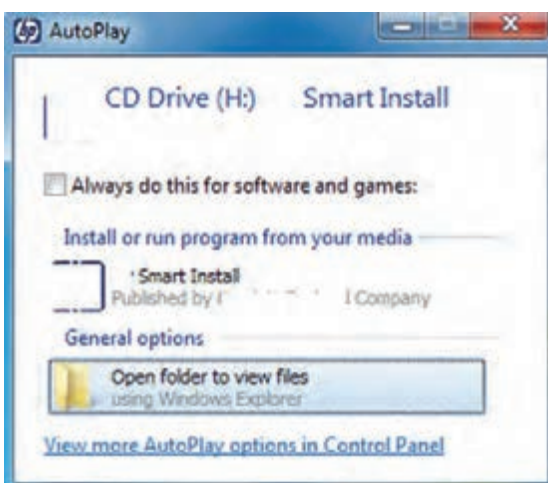 hp AutoPlay
CD Drive (H:) Smart Install
Always do this for software and games:
Install or run program from your media
Smart Install
Published by Company
General options
Open folder to view files
using Windows Explorer
View more AutoPlay options in Control Panel